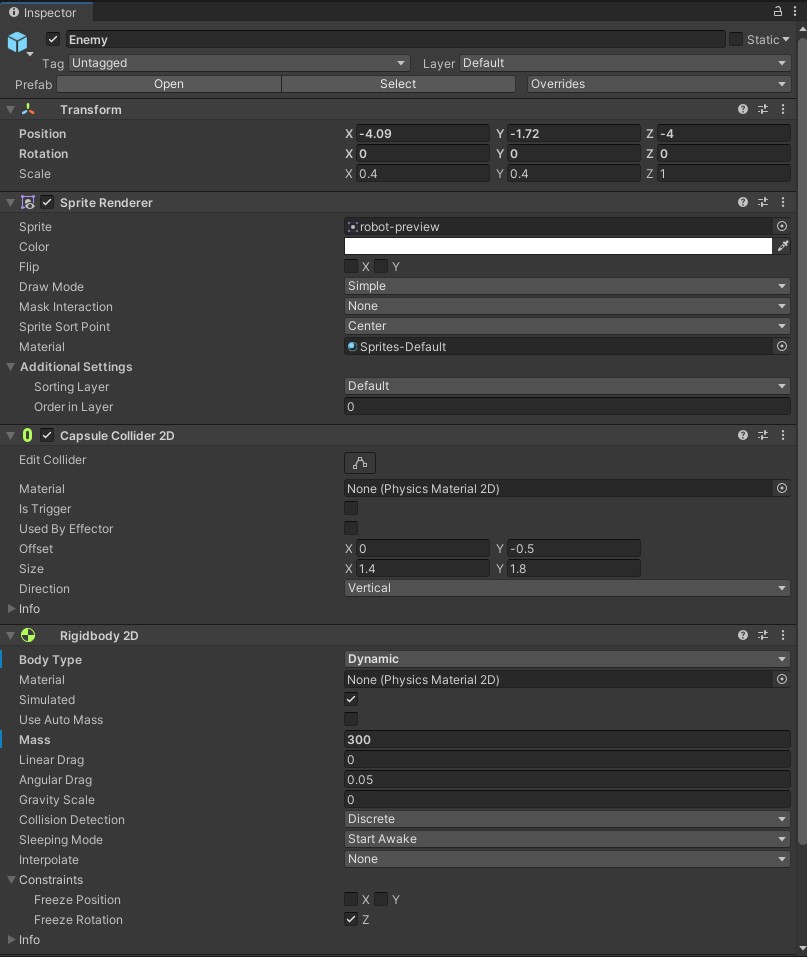 Inspector
Enemy Static
Tag Untagged Layer Default
Prefab Open Select Overrides
Transform
Position X -4.09 Y -1.72 Z -4
Rotation X 0 Y 0 Z 0
Scale X 0.4 Y 0.4 Z 1
Sprite Renderer
Sprite robot-preview
Color
Flip X Y
Draw Mode Simple
Mask Interaction None
Sprite Sort Point Center
Material Sprites-Default
Additional Settings
Sorting Layer Default
Order in Layer 0
Capsule Collider 2D
Edit Collider
Material None (Physics Material 2D)
Is Trigger
Used By Effector
Offset X 0 Y -0.5
Size X 1.4 Y 1.8
Direction Vertical
Info
Rigidbody 2D
Body Type Dynamic
Material None (Physics Material 2D)
Simulated
Use Auto Mass
Mass 300
Linear Drag 0
Angular Drag 0.05
Gravity Scale 0
Collision Detection Discrete
Sleeping Mode Start Awake
Interpolate None
Constraints
Freeze Position X Y
Freeze Rotation Z
Info